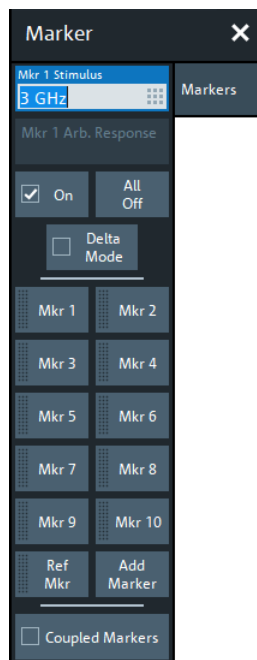 Marker
Mkr 1 Stimulus
3 GHz
Markers
Mkr 1 Arb. Response
On
All
Off
Delta
Mode
Mkr 1
Mkr 2
Mkr 3
Mkr 4
Mkr 5
Mkr 6
Mkr 7
Mkr 8
Mkr 9
Mkr 10
Ref
Mkr
Add
Marker
Coupled Markers